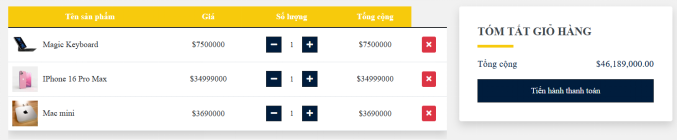 Tên sản phẩm Giá Số lượng Tổng cộng
Magic Keyboard $7500000 1 $7500000
IPhone 16 Pro Max $34999000 1 $34999000
Mac mini $3690000 1 $3690000
TÓM TẮT GIỎ HÀNG
Tổng cộng $46,189,000.00
Tiến hành thanh toán